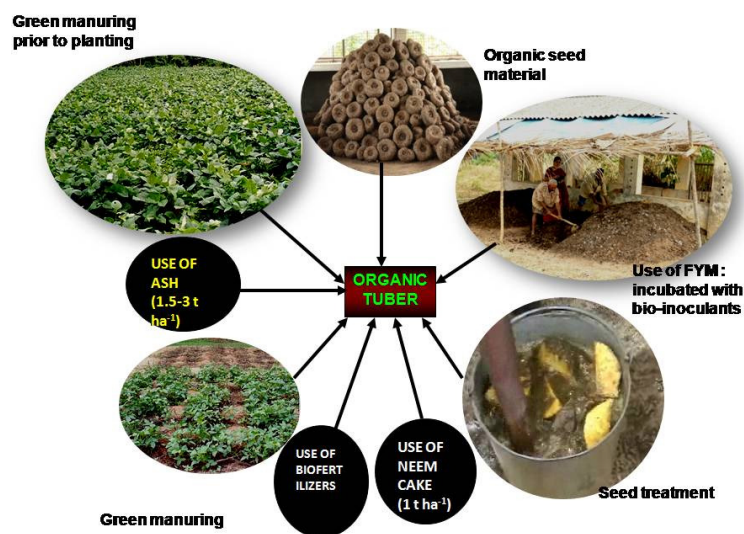 Green manuring
prior to planting
Organic seed
material
USE OF
ASH
(1.5-3 t
ha⁻¹)
ORGANIC
TUBER
Use of FYM :
incubated with
bio-inoculants
USE OF
BIOFERT
ILIZERS
USE OF
NEEM
CAKE
(1 t ha⁻¹)
Seed treatment
Green manuring